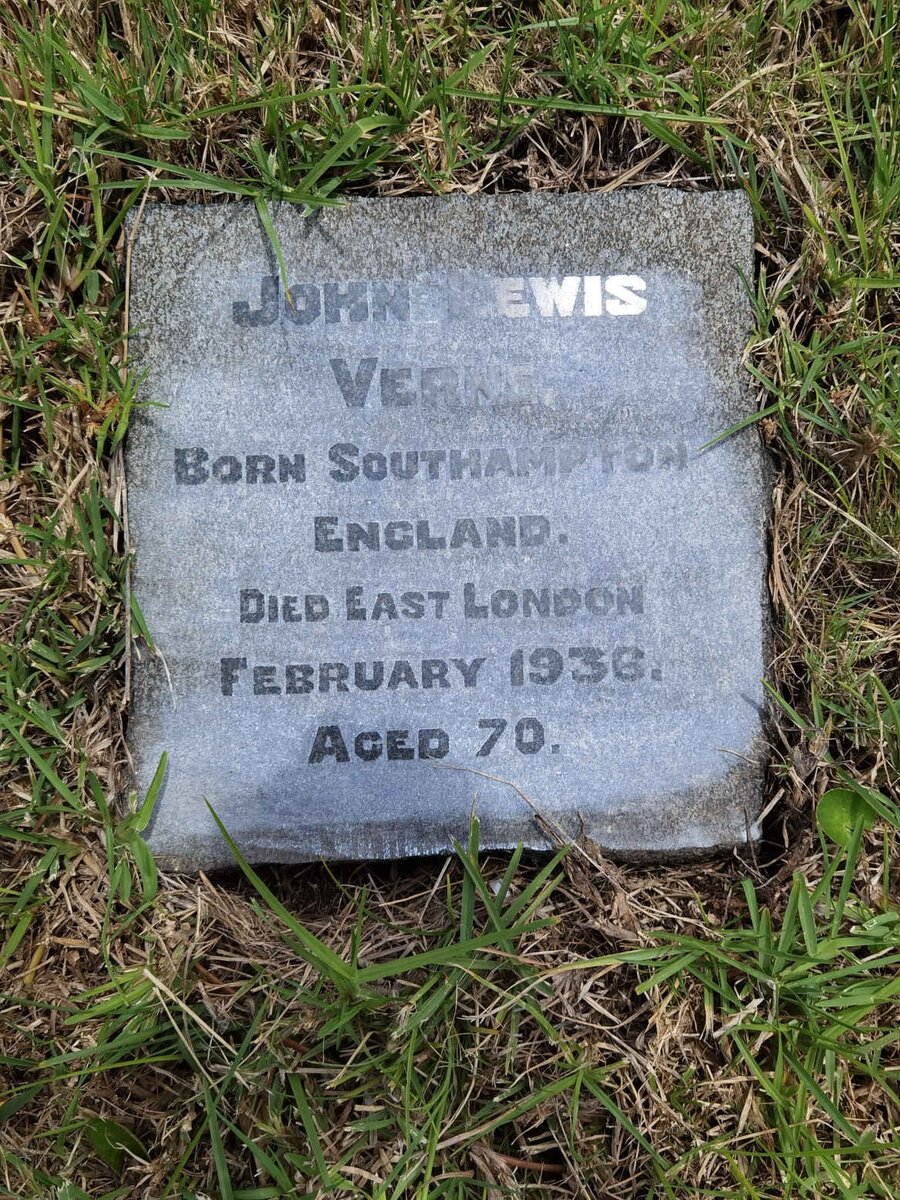 JOHN LEWIS
VERNE.
BORN SOUTHAMPTON
ENGLAND.
DIED EAST LONDON
FEBRUARY 1936.
AGED 70.